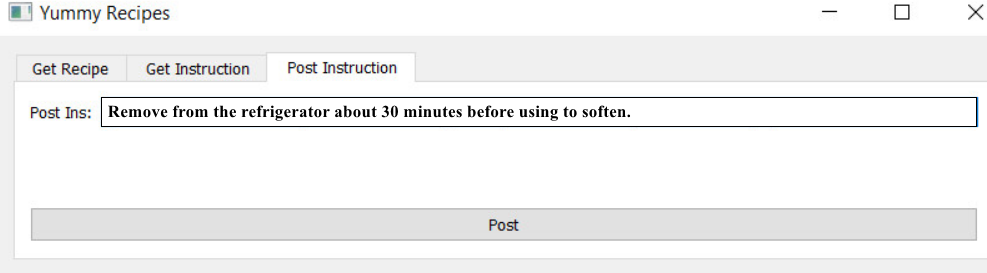 Yummy Recipes
Get Recipe Get Instruction Post Instruction
Post Ins: Remove from the refrigerator about 30 minutes before using to soften.
Post